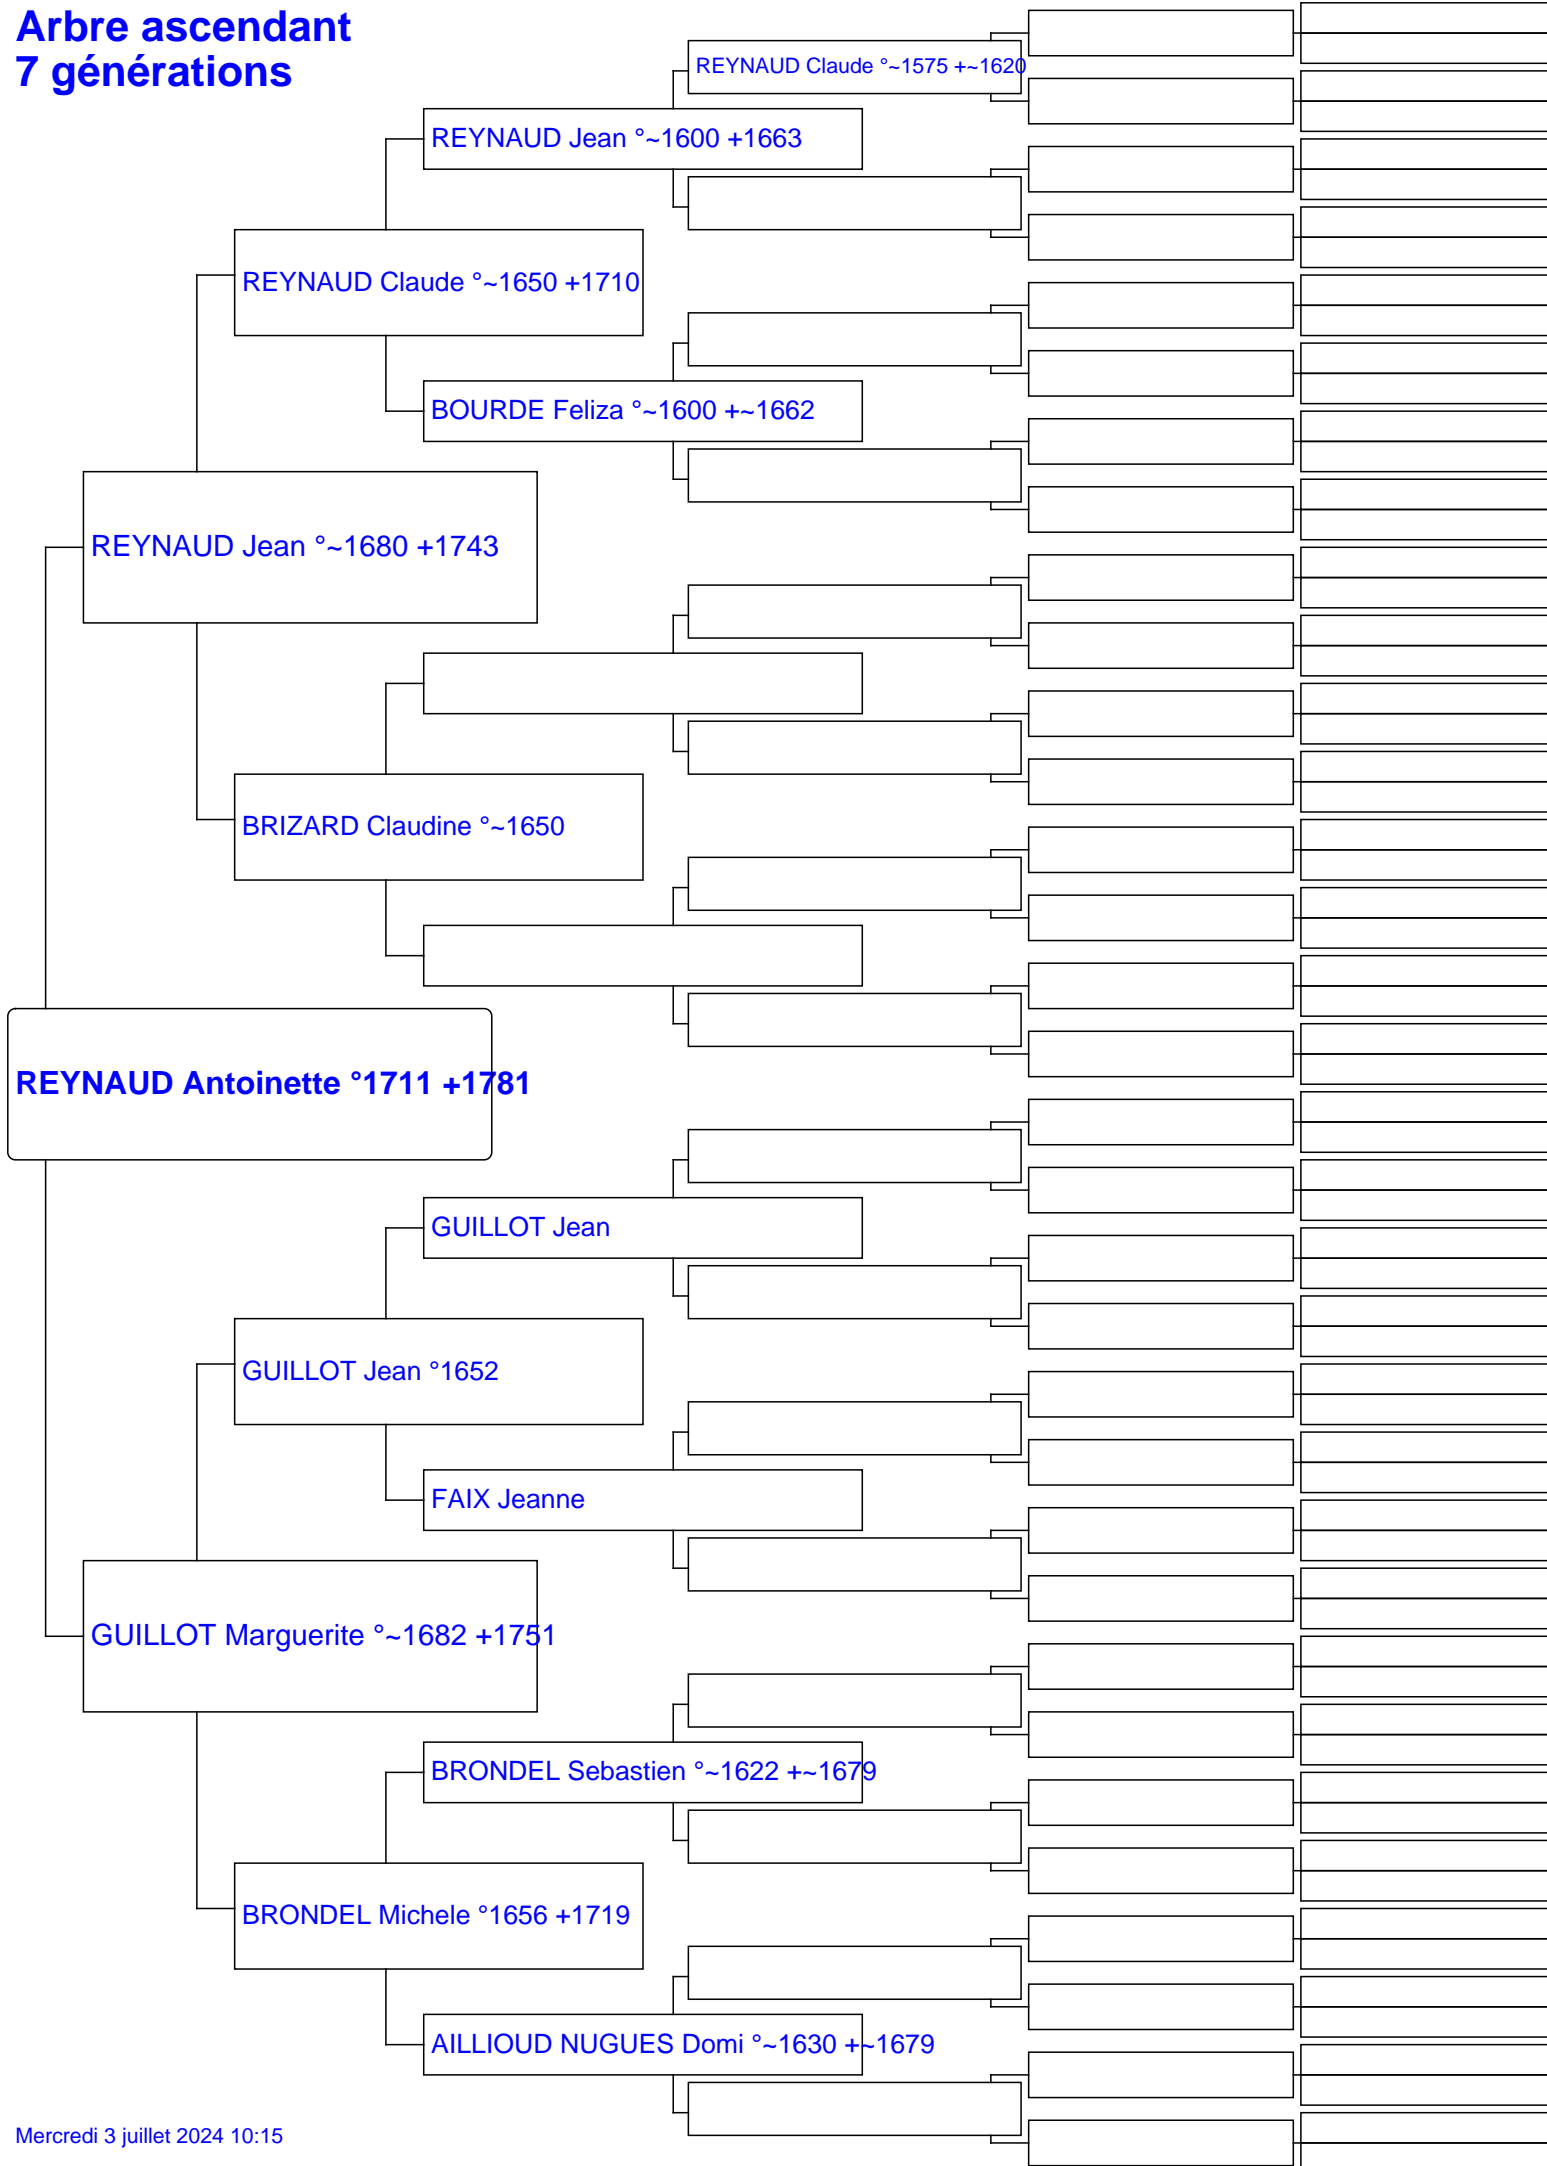 Arbre ascendant
7 générations
REYNAUD Claude °~1575 +~1620
REYNAUD Jean °~1600 +1663
REYNAUD Claude °~1650 +1710
BOURDE Feliza °~1600 +~1662
REYNAUD Jean °~1680 +1743
BRIZARD Claudine °~1650
REYNAUD Antoinette °1711 +1781
GUILLOT Jean
GUILLOT Jean °1652
FAIX Jeanne
GUILLOT Marguerite °~1682 +1751
BRONDEL Sebastien °~1622 +~1679
BRONDEL Michele °1656 +1719
AILLIOUD NUGUES Domi °~1630 +~1679
Mercredi 3 juillet 2024 10:15